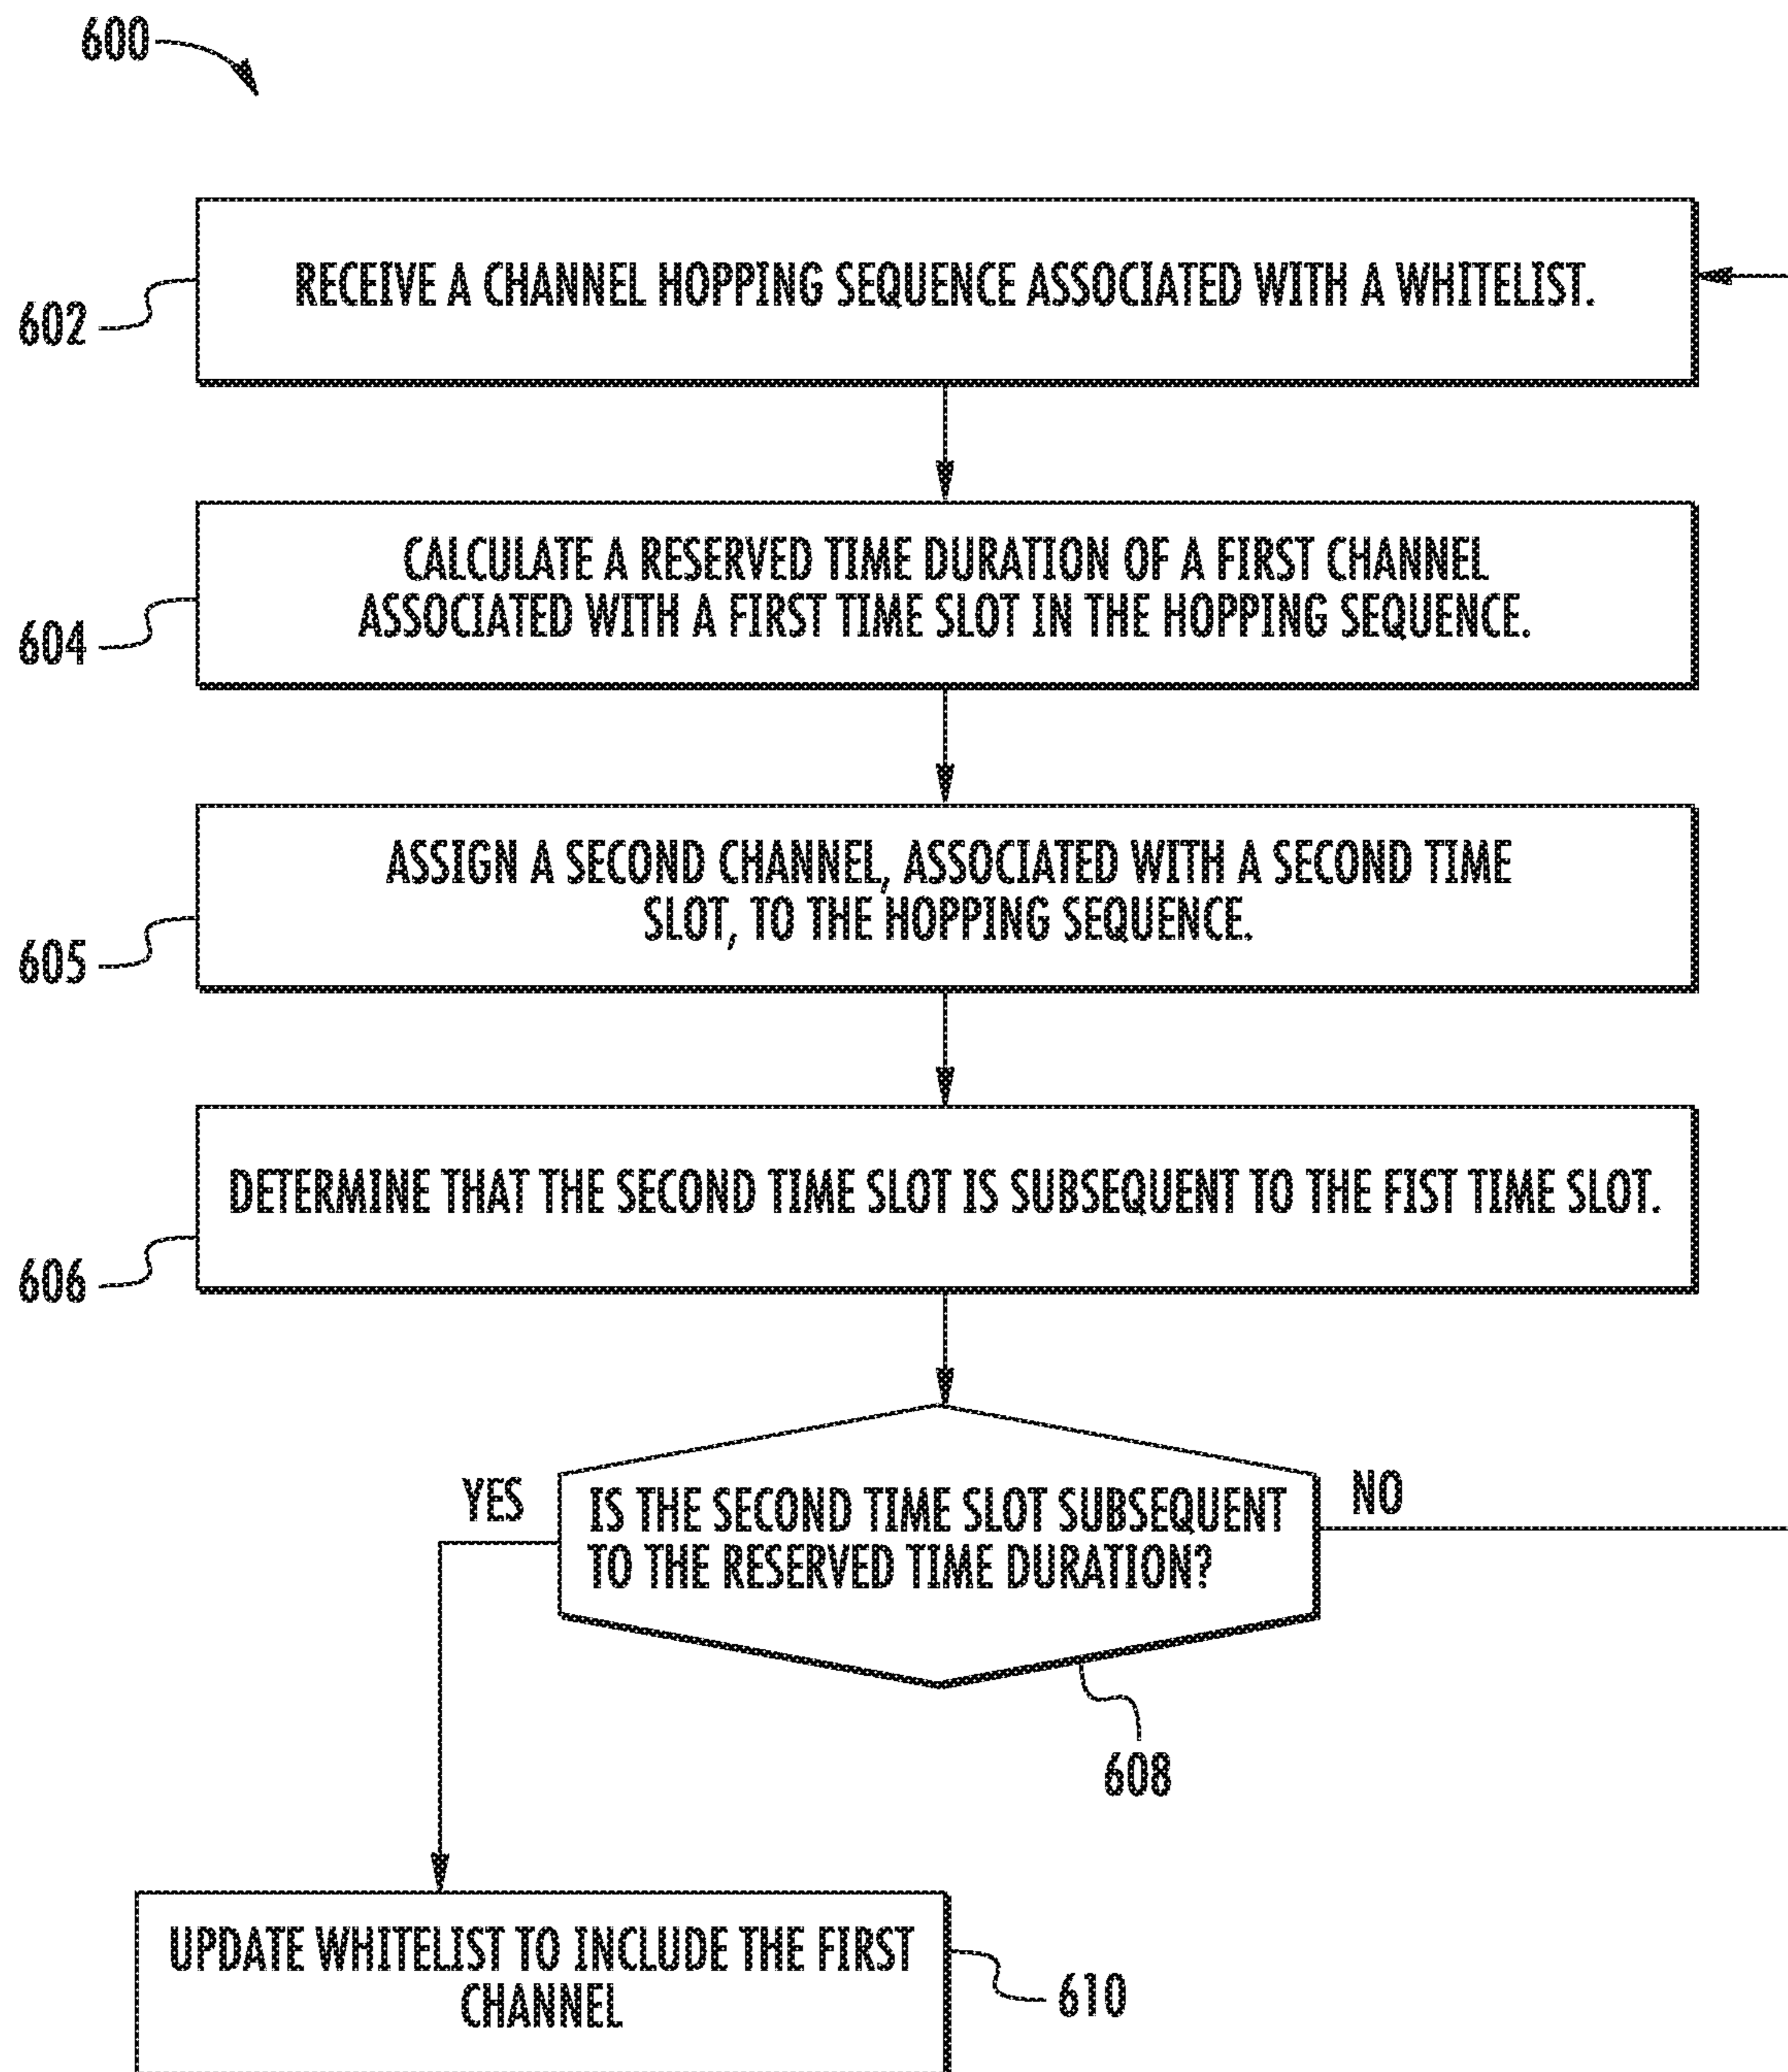 600
RECEIVE A CHANNEL HOPPING SEQUENCE ASSOCIATED WITH A WHITELIST.
602
CALCULATE A RESERVED TIME DURATION OF A FIRST CHANNEL
ASSOCIATED WITH A FIRST TIME SLOT IN THE HOPPING SEQUENCE.
604
ASSIGN A SECOND CHANNEL, ASSOCIATED WITH A SECOND TIME
SLOT, TO THE HOPPING SEQUENCE.
605
DETERMINE THAT THE SECOND TIME SLOT IS SUBSEQUENT TO THE FIST TIME SLOT.
606
YES
IS THE SECOND TIME SLOT SUBSEQUENT
TO THE RESERVED TIME DURATION?
NO
608
UPDATE WHITELIST TO INCLUDE THE FIRST
CHANNEL
610